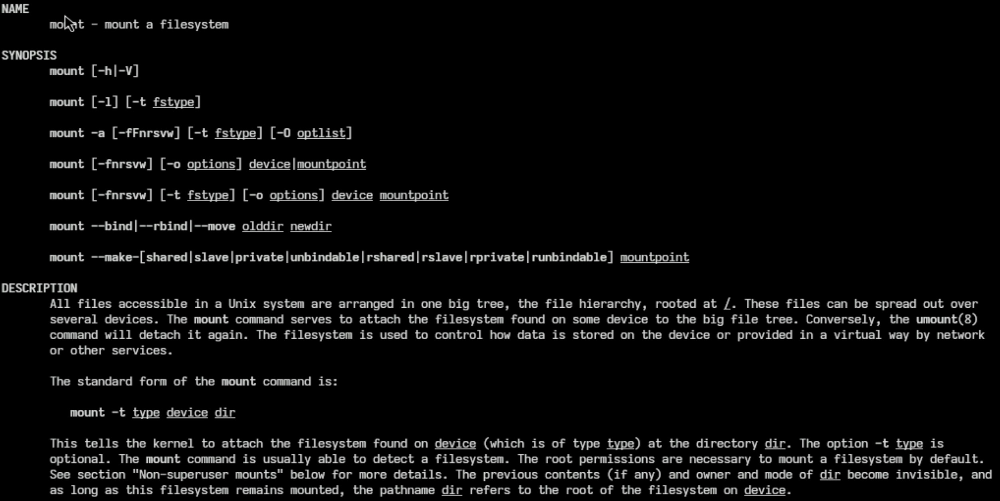 NAME
mount - mount a filesystem
SYNOPSIS
mount [-h|-V]
mount [-l] [-t fstype]
mount -a [-fFnrsvw] [-t fstype] [-O optlist]
mount [-fnrsvw] [-o options] device|mountpoint
mount [-fnrsvw] [-t fstype] [-o options] device mountpoint
mount --bind|--rbind|--move olddir newdir
mount --make-[shared|slave|private|unbindable|rshared|rslave|rprivate|runbindable] mountpoint
DESCRIPTION
All files accessible in a Unix system are arranged in one big tree, the file hierarchy, rooted at /. These files can be spread out over
several devices. The mount command serves to attach the filesystem found on some device to the big file tree. Conversely, the umount(8)
command will detach it again. The filesystem is used to control how data is stored on the device or provided in a virtual way by network
or other services.
The standard form of the mount command is:
mount -t type device dir
This tells the kernel to attach the filesystem found on device (which is of type type) at the directory dir. The option -t type is
optional. The mount command is usually able to detect a filesystem. The root permissions are necessary to mount a filesystem by default.
See section "Non-superuser mounts" below for more details. The previous contents (if any) and owner and mode of dir become invisible, and
as long as this filesystem remains mounted, the pathname dir refers to the root of the filesystem on device.